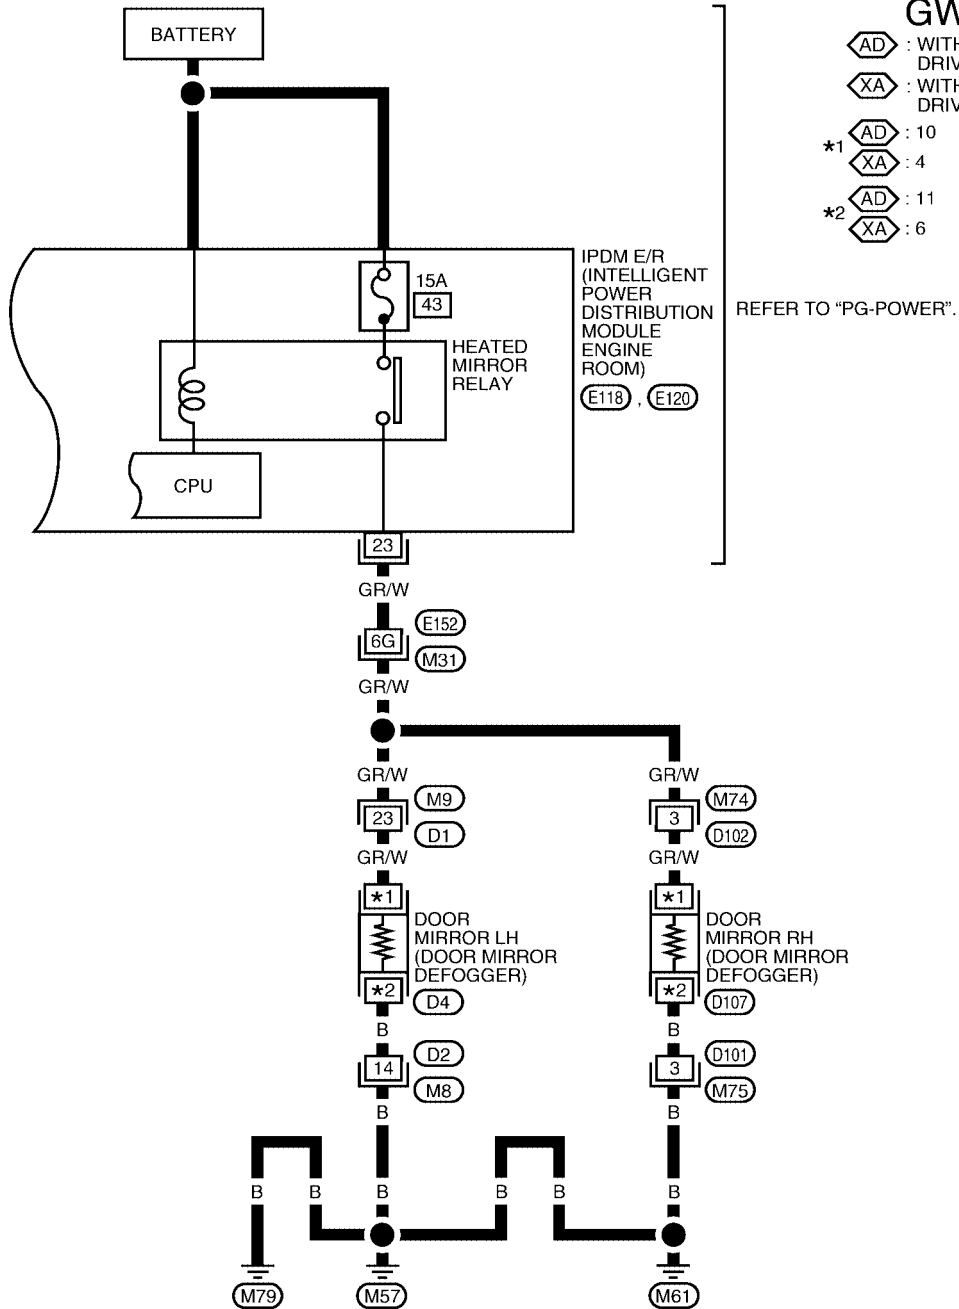 GW
BATTERY
AD : WITH
DRIV
XA : WITH
DRIV
*1 AD : 10
XA : 4
*2 AD : 11
XA : 6
15A
43
IPDM E/R
(INTELLIGENT
POWER
DISTRIBUTION
MODULE
ENGINE
ROOM)
E118 , E120
REFER TO “PG-POWER”.
HEATED
MIRROR
RELAY
CPU
23
GR/W
E152
6G
M31
GR/W
GR/W GR/W
M9 M74
23 3
D1 D102
GR/W GR/W
*1 *1
DOOR
MIRROR LH
(DOOR MIRROR
DEFOGGER)
DOOR
MIRROR RH
(DOOR MIRROR
DEFOGGER)
*2 *2
D4 D107
B B
D2 D101
14 3
M8 M75
B B
B B B B B B
M79 M57 M61